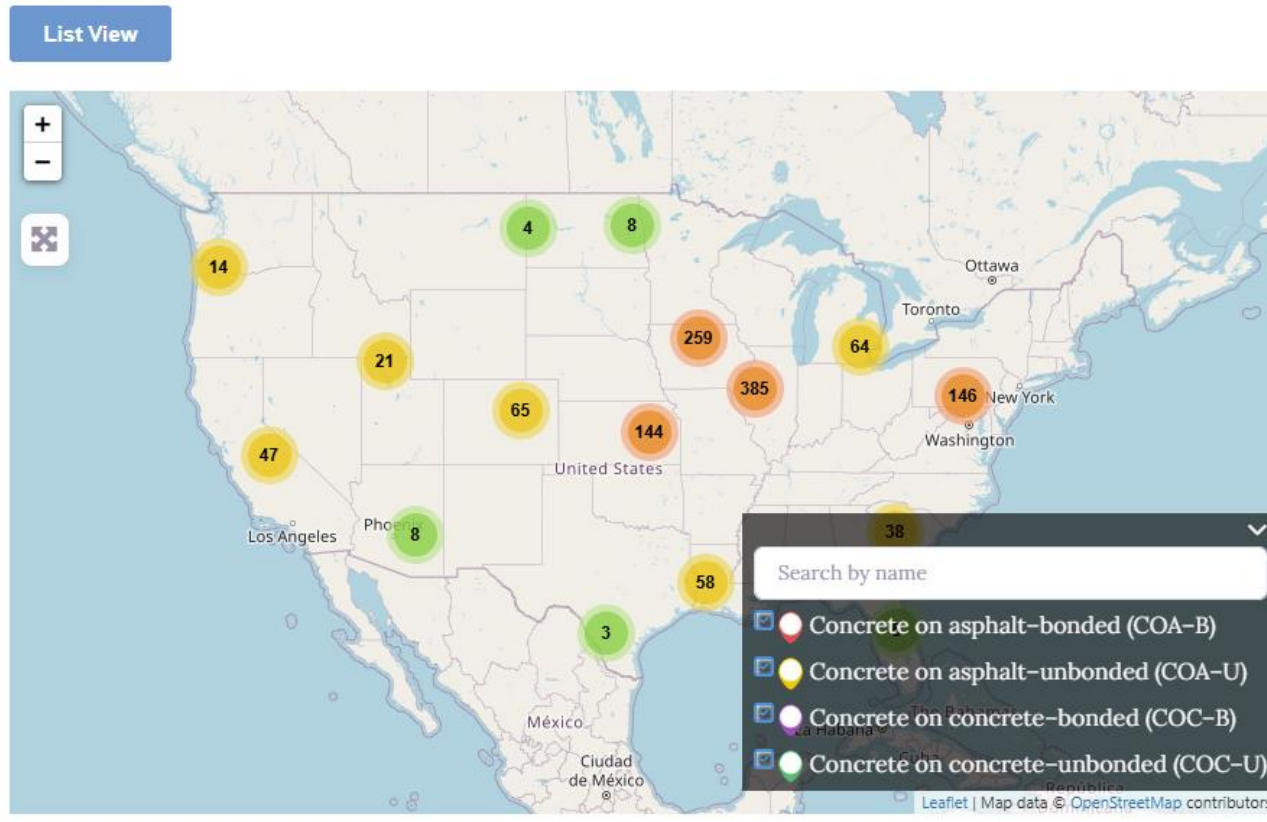 List View
+
−
4
8
14
Ottawa
Toronto
259
64
21
385
146
New York
65
144
Washington
47
United States
Los Angeles
8
38
58
Search by name
3
Concrete on asphalt–bonded (COA–B)
Concrete on asphalt–unbonded (COA–U)
México
Concrete on concrete–bonded (COC–B)
La Habana
Ciudad
de México
Concrete on concrete–unbonded (COC–U)
Leaflet | Map data © OpenStreetMap contributors